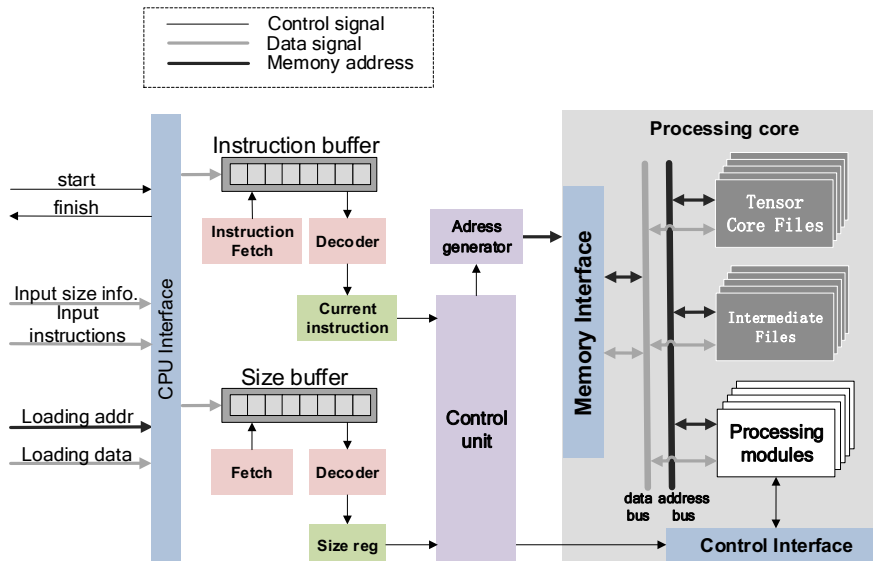 Control signal
Data signal
Memory address
Processing core
Instruction buffer
start
finish
Instruction
Fetch
Decoder
Adress
generator
Tensor
Core Files
Input size info.
Input
instructions
CPU Interface
Current
instruction
Memory Interface
Intermediate
Files
Size buffer
Loading addr
Loading data
Fetch
Decoder
Control
unit
Processing
modules
data
bus
address
bus
Size reg
Control Interface